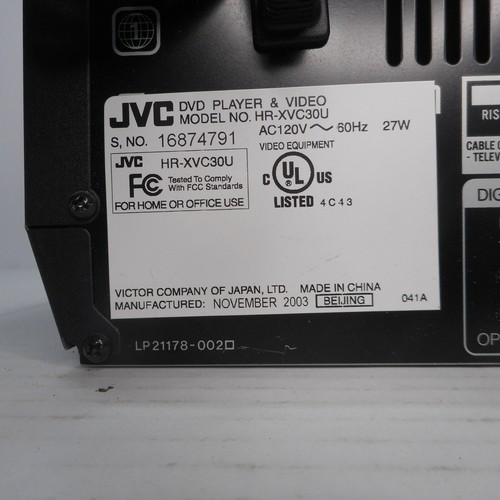 1
JVC DVD PLAYER & VIDEO
MODEL NO. HR-XVC30U
S, NO. 16874791
AC120V ~ 60Hz 27W
JVC HR-XVC30U
FC Tested To Comply
With FCC Standards
FOR HOME OR OFFICE USE
VIDEO EQUIPMENT
C UL US
LISTED 4C43
VICTOR COMPANY OF JAPAN, LTD. MADE IN CHINA
MANUFACTURED: NOVEMBER 2003 BEIJING 041A
LP21178-002
RIS
CABLE
- TELEV
DIG
OP